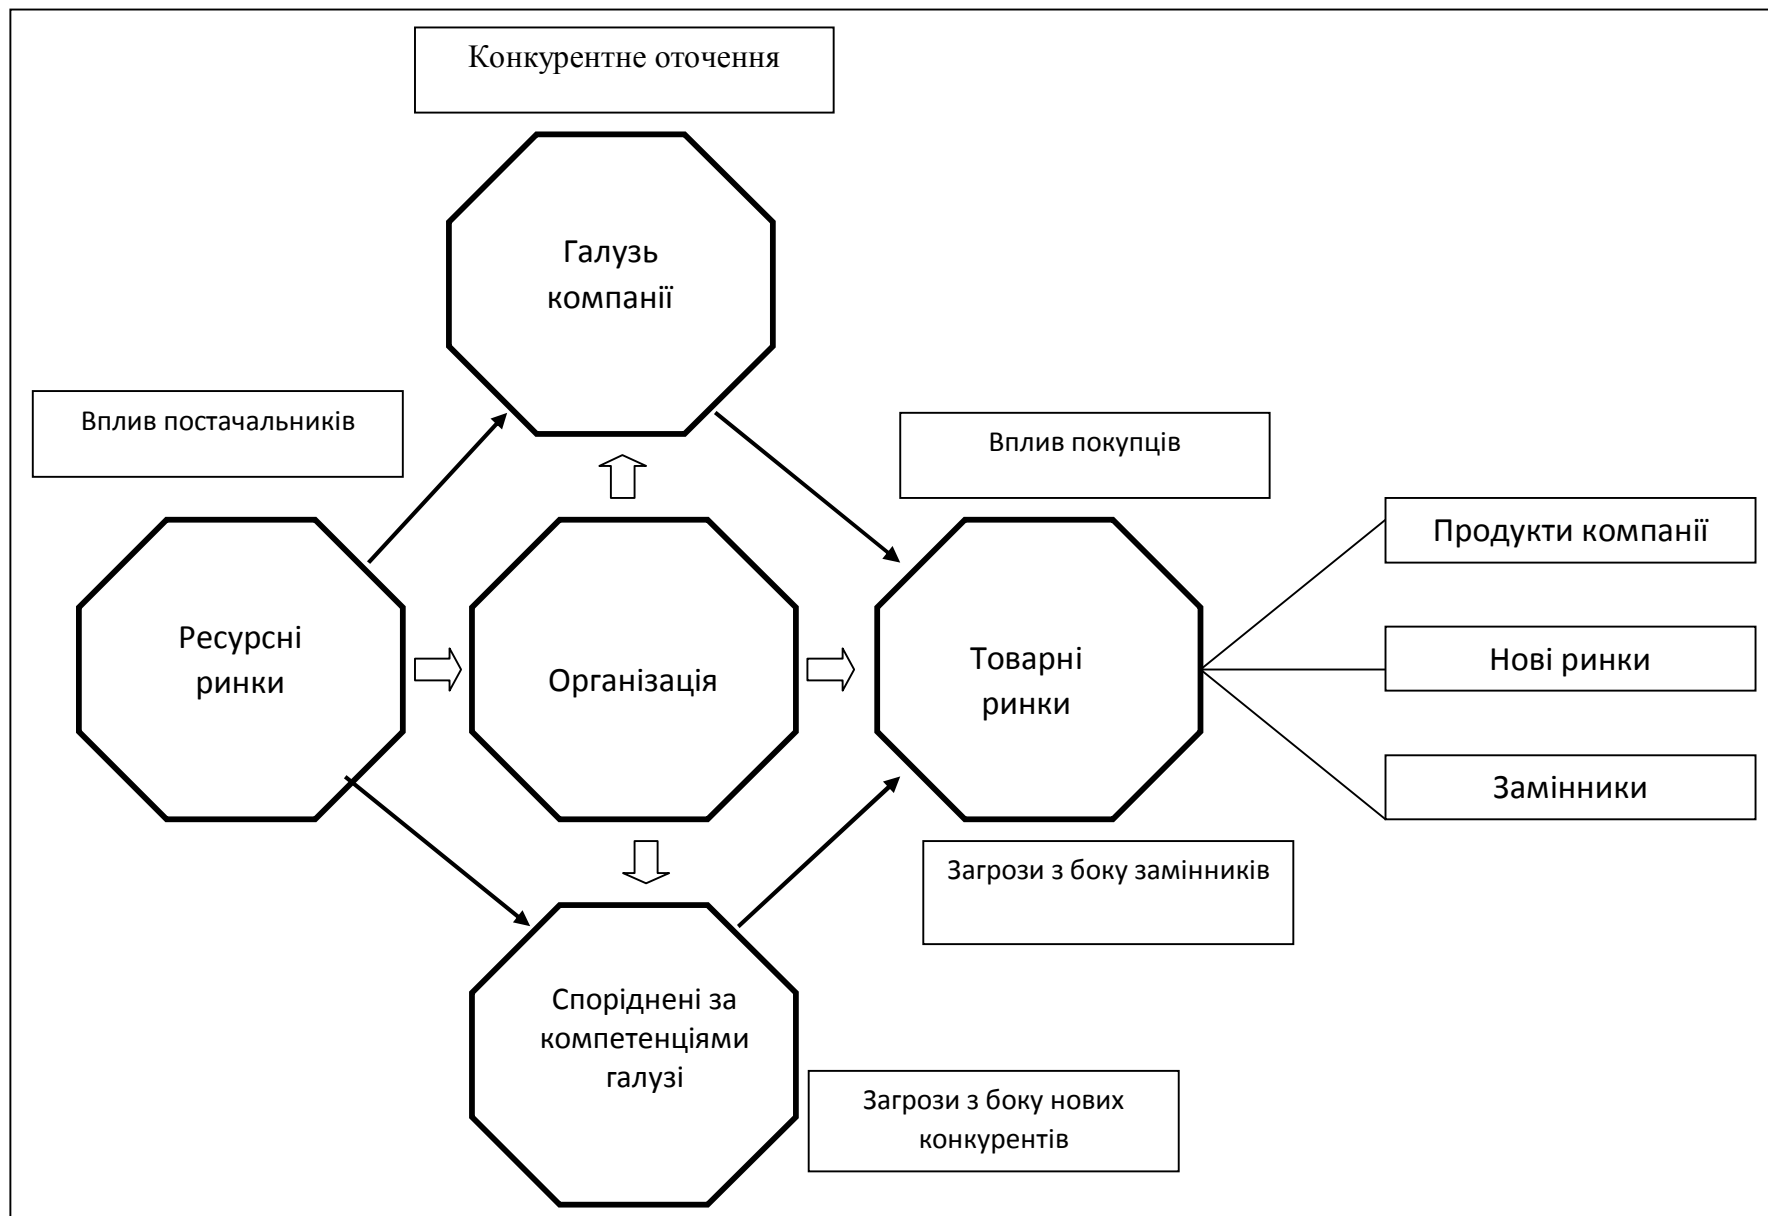 Конкурентне оточення
Галузь
компанії
Вплив постачальників
Вплив покупців
Продукти компанії
Ресурсні
ринки
Організація
Товарні
ринки
Нові ринки
Замінники
Загрози з боку замінників
Споріднені за
компетенціями
галузі
Загрози з боку нових
конкурентів